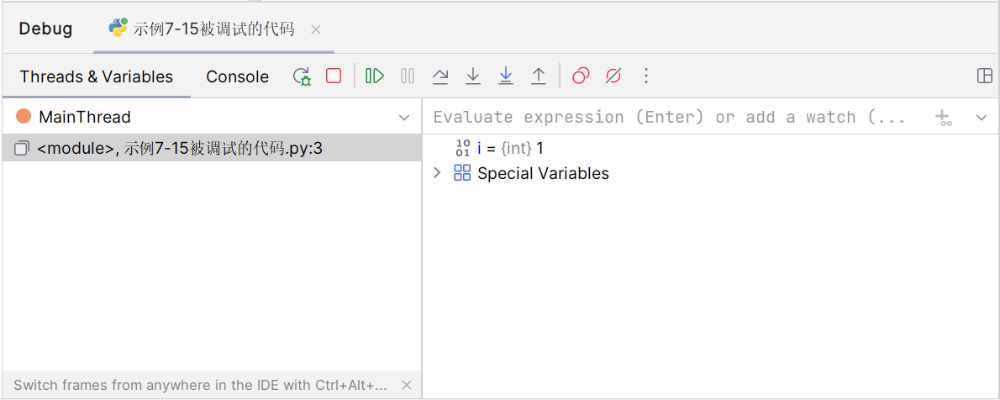 Debug 示例7-15被调试的代码
Threads & Variables Console
MainThread
Evaluate expression (Enter) or add a watch (...
<module>, 示例7-15被调试的代码.py:3
i = {int} 1
Special Variables
Switch frames from anywhere in the IDE with Ctrl+Alt+...